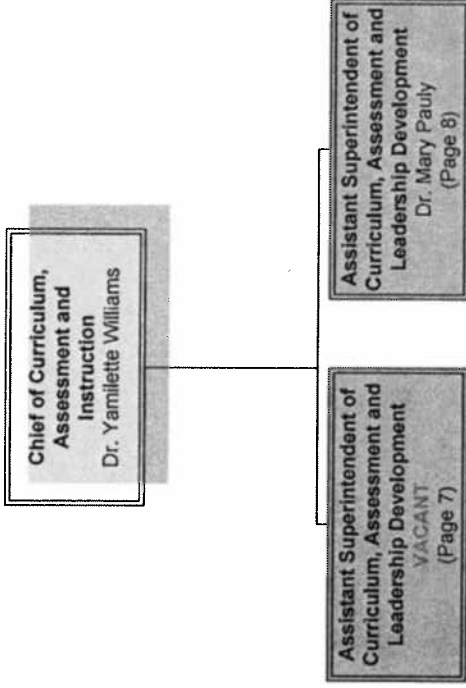 Chief of Curriculum,
Assessment and
Instruction
Dr. Yamilette Williams
Assistant Superintendent of
Curriculum, Assessment and
Leadership Development
VACANT
(Page 7)
Assistant Superintendent of
Curriculum, Assessment and
Leadership Development
Dr. Mary Pauly
(Page 8)